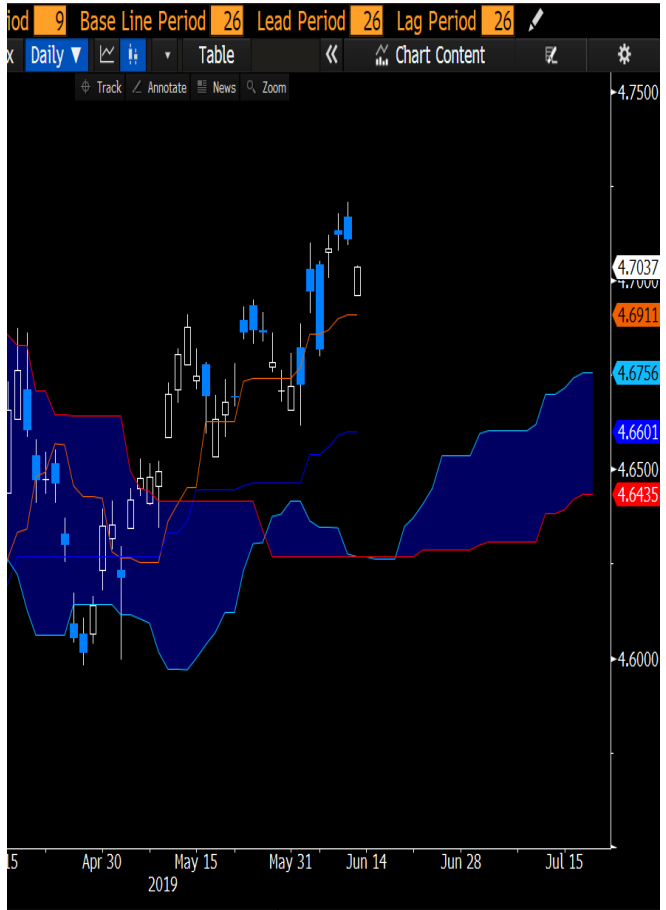 iod 9 Base Line Period 26 Lead Period 26 Lag Period 26
x Daily ▼ Table « Chart Content
Track Annotate News Zoom
4.7500
4.7037
4.7000
4.6911
4.6756
4.6601
4.6500
4.6435
4.6000
15 Apr 30 May 15 May 31 Jun 14 Jun 28 Jul 15
2019